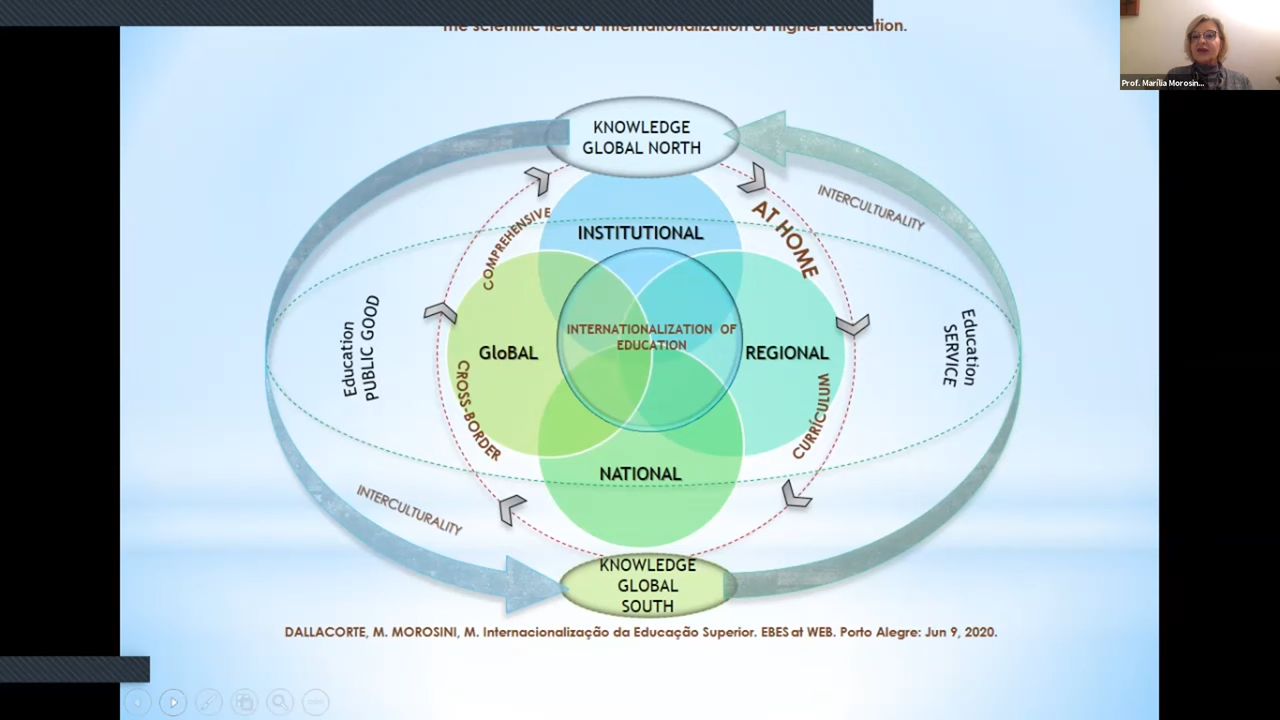 The scientific field of Internationalization of Higher Education.
Prof. Marília Morosin...
KNOWLEDGE
GLOBAL NORTH
INTERCULTURALITY
AT HOME
COMPREHENSIVE
INSTITUTIONAL
Education
PUBLIC GOOD
GloBAL
INTERNATIONALIZATION OF
EDUCATION
REGIONAL
Education
SERVICE
CROSS-BORDER
CURRÍCULUM
NATIONAL
INTERCULTURALITY
KNOWLEDGE
GLOBAL
SOUTH
DALLACORTE, M. MOROSINI, M. Internacionalização da Educação Superior. EBES at WEB. Porto Alegre: Jun 9, 2020.